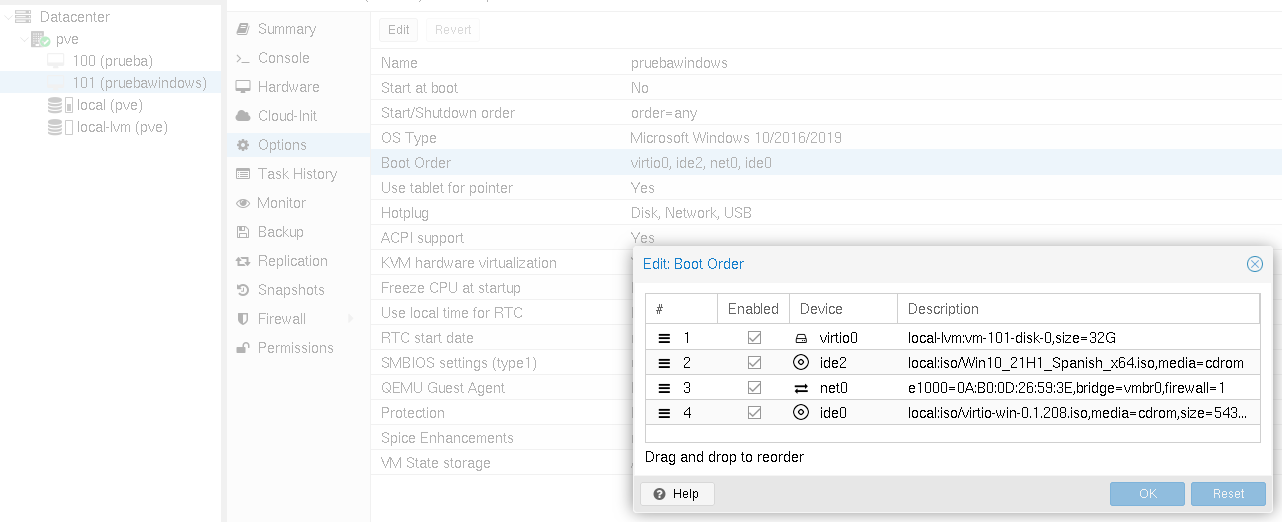 Datacenter
pve
100 (prueba)
101 (pruebawindows)
local (pve)
local-lvm (pve)
Summary
Console
Hardware
Cloud-Init
Options
Task History
Monitor
Backup
Replication
Snapshots
Firewall
Permissions
Edit Revert
Name pruebawindows
Start at boot No
Start/Shutdown order order=any
OS Type Microsoft Windows 10/2016/2019
Boot Order virtio0, ide2, net0, ide0
Use tablet for pointer Yes
Hotplug Disk, Network, USB
ACPI support Yes
KVM hardware virtualization
Freeze CPU at startup
Use local time for RTC
RTC start date
SMBIOS settings (type1)
QEMU Guest Agent
Protection
Spice Enhancements
VM State storage
Edit: Boot Order
# Enabled Device Description
1 virtio0 local-lvm:vm-101-disk-0,size=32G
2 ide2 local:iso/Win10_21H1_Spanish_x64.iso,media=cdrom
3 net0 e1000=0A:B0:0D:26:59:3E,bridge=vmbr0,firewall=1
4 ide0 local:iso/virtio-win-0.1.208.iso,media=cdrom,size=543...
Drag and drop to reorder
Help OK Reset